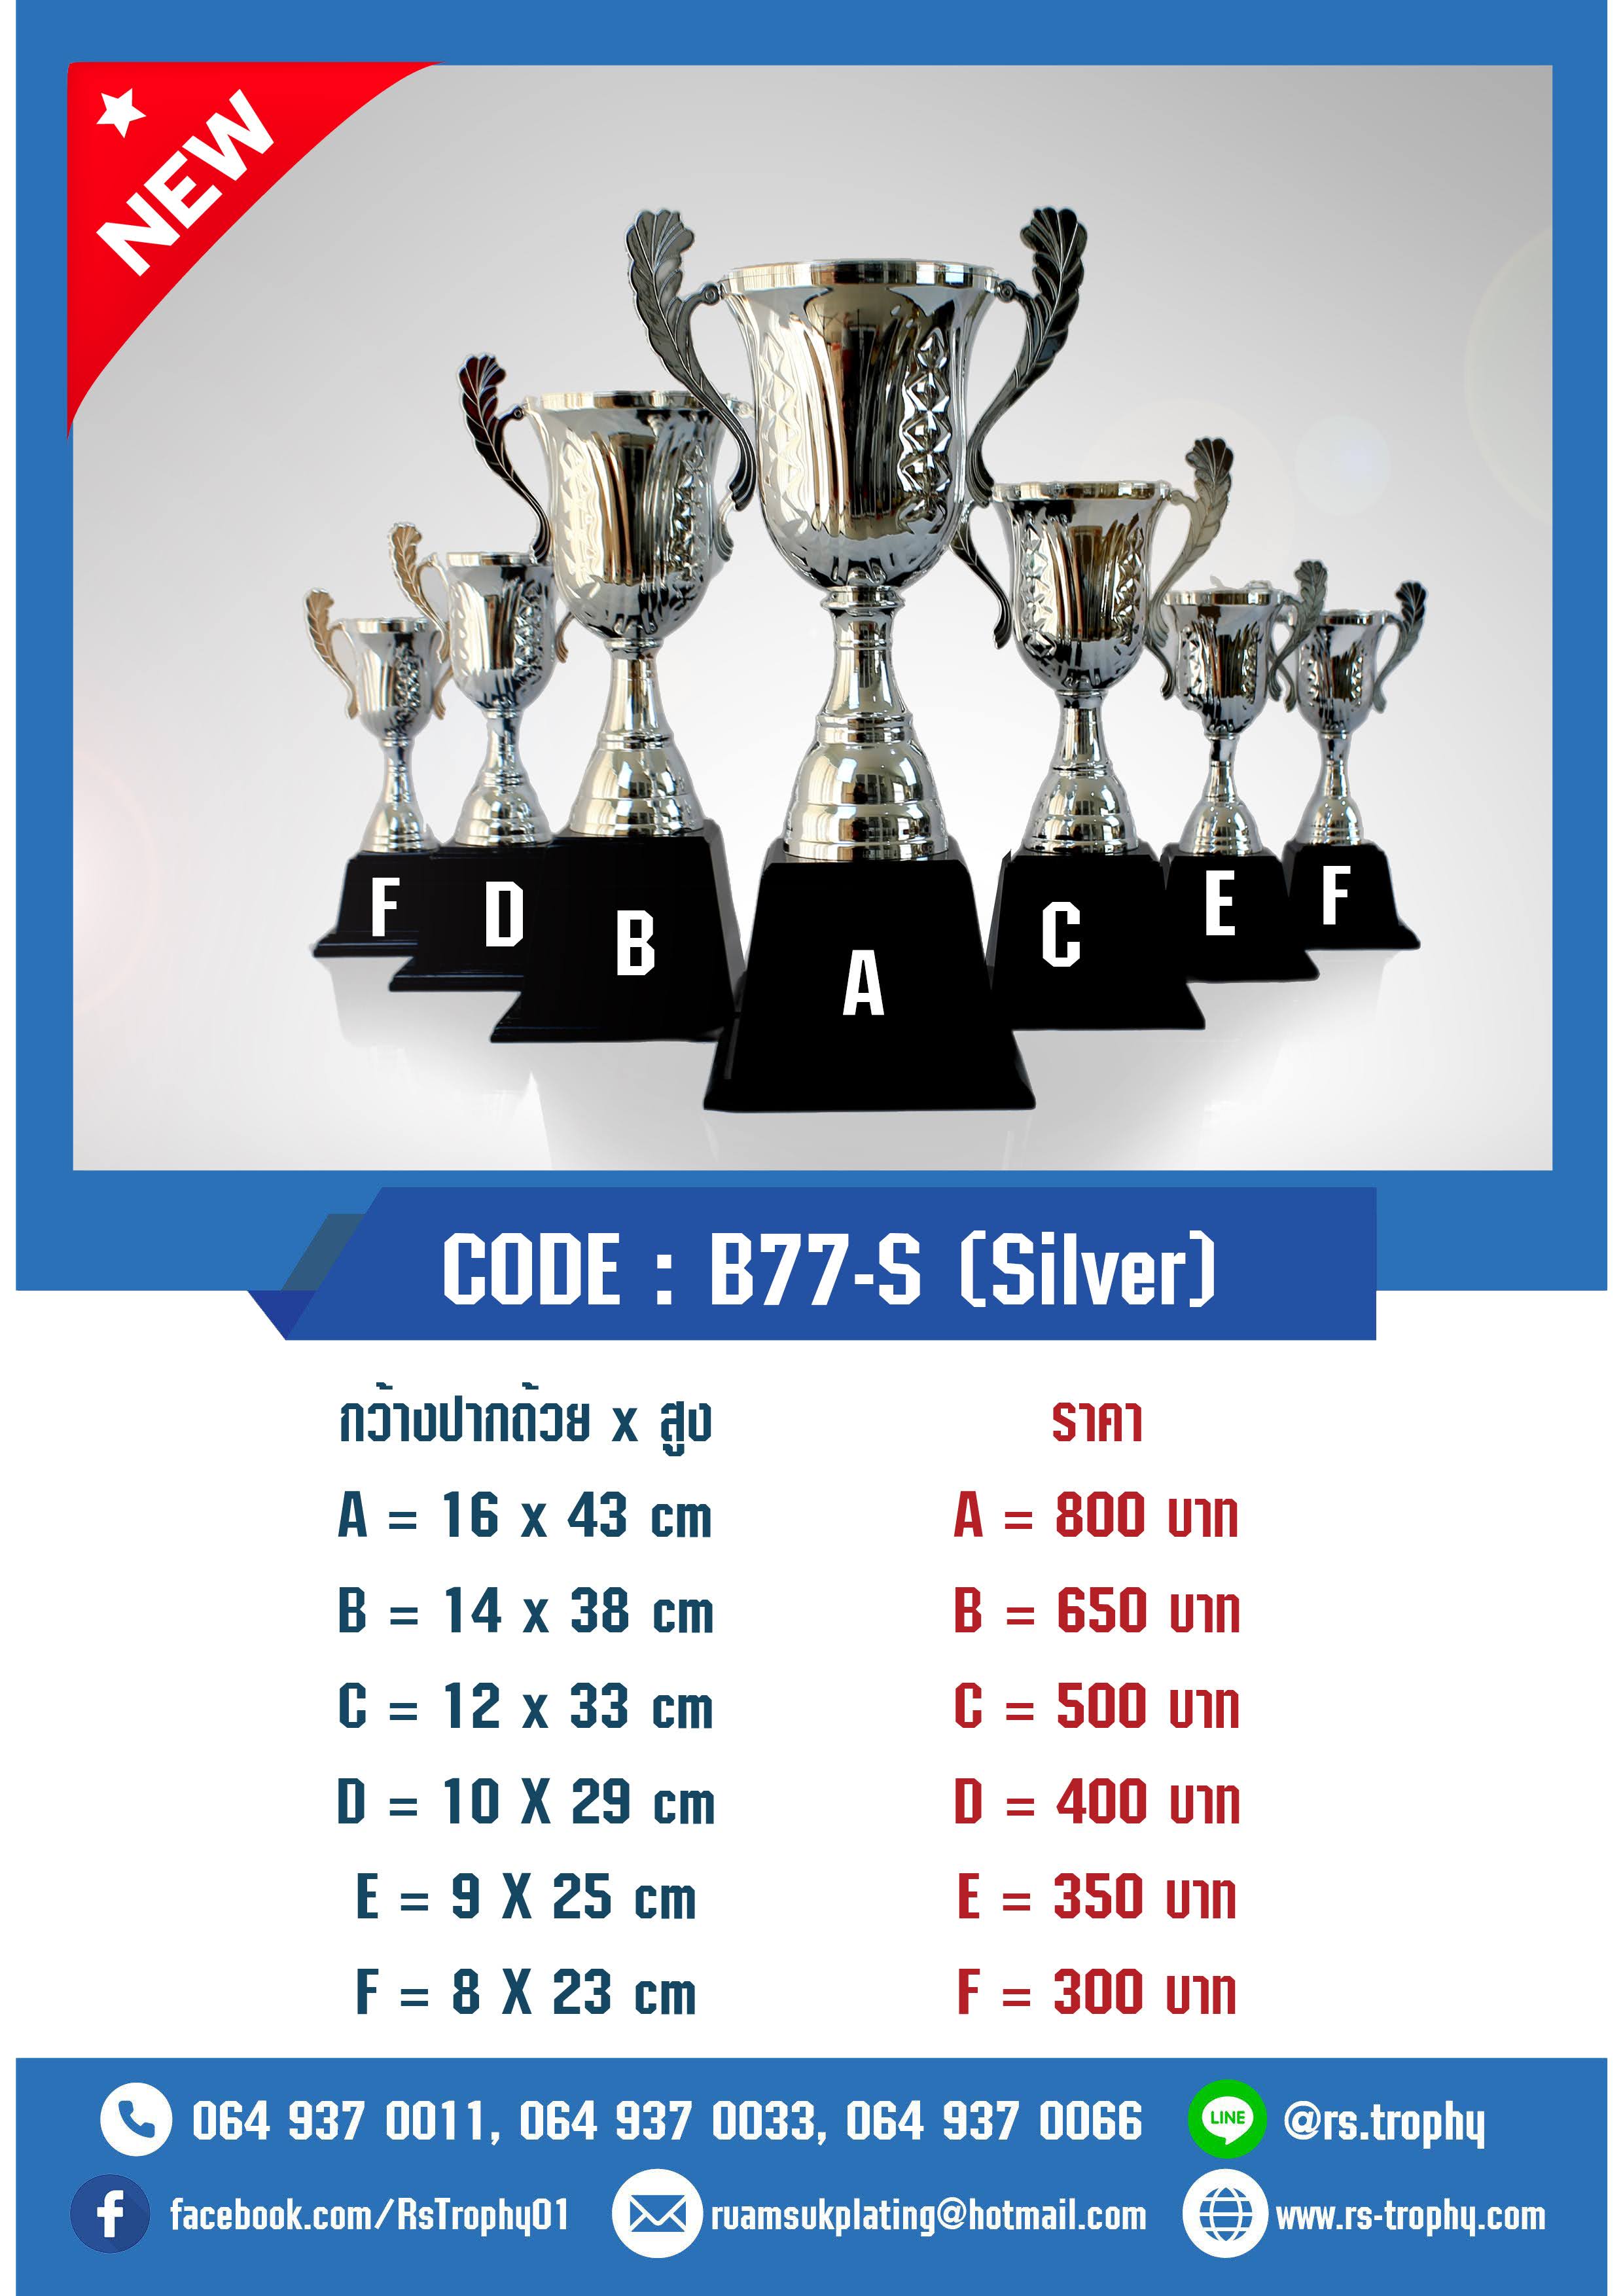 NEW
F D B A C E F
CODE : B77-S (Silver)
กว้างปากถ้วย x สูง
ราคา
A = 16 x 43 cm
A = 800 บาท
B = 14 x 38 cm
B = 650 บาท
C = 12 x 33 cm
C = 500 บาท
D = 10 X 29 cm
D = 400 บาท
E = 9 X 25 cm
E = 350 บาท
F = 8 X 23 cm
F = 300 บาท
064 937 0011, 064 937 0033, 064 937 0066
LINE @rs.trophy
f facebook.com/RsTrophy01
ruamsukplating@hotmail.com
www.rs-trophy.com